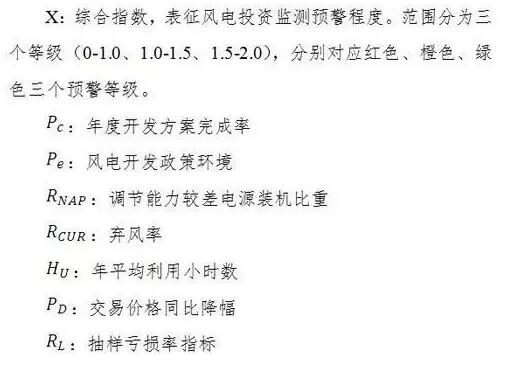 X：综合指数，表征风电投资监测预警程度。范围分为三
个等级（0-1.0、1.0-1.5、1.5-2.0），分别对应红色、橙色、绿
色三个预警等级。
P_C：年度开发方案完成率
P_e：风电开发政策环境
R_NAP：调节能力较差电源装机比重
R_CUR：弃风率
H_U：年平均利用小时数
P_D：交易价格同比降幅
R_L：抽样亏损率指标